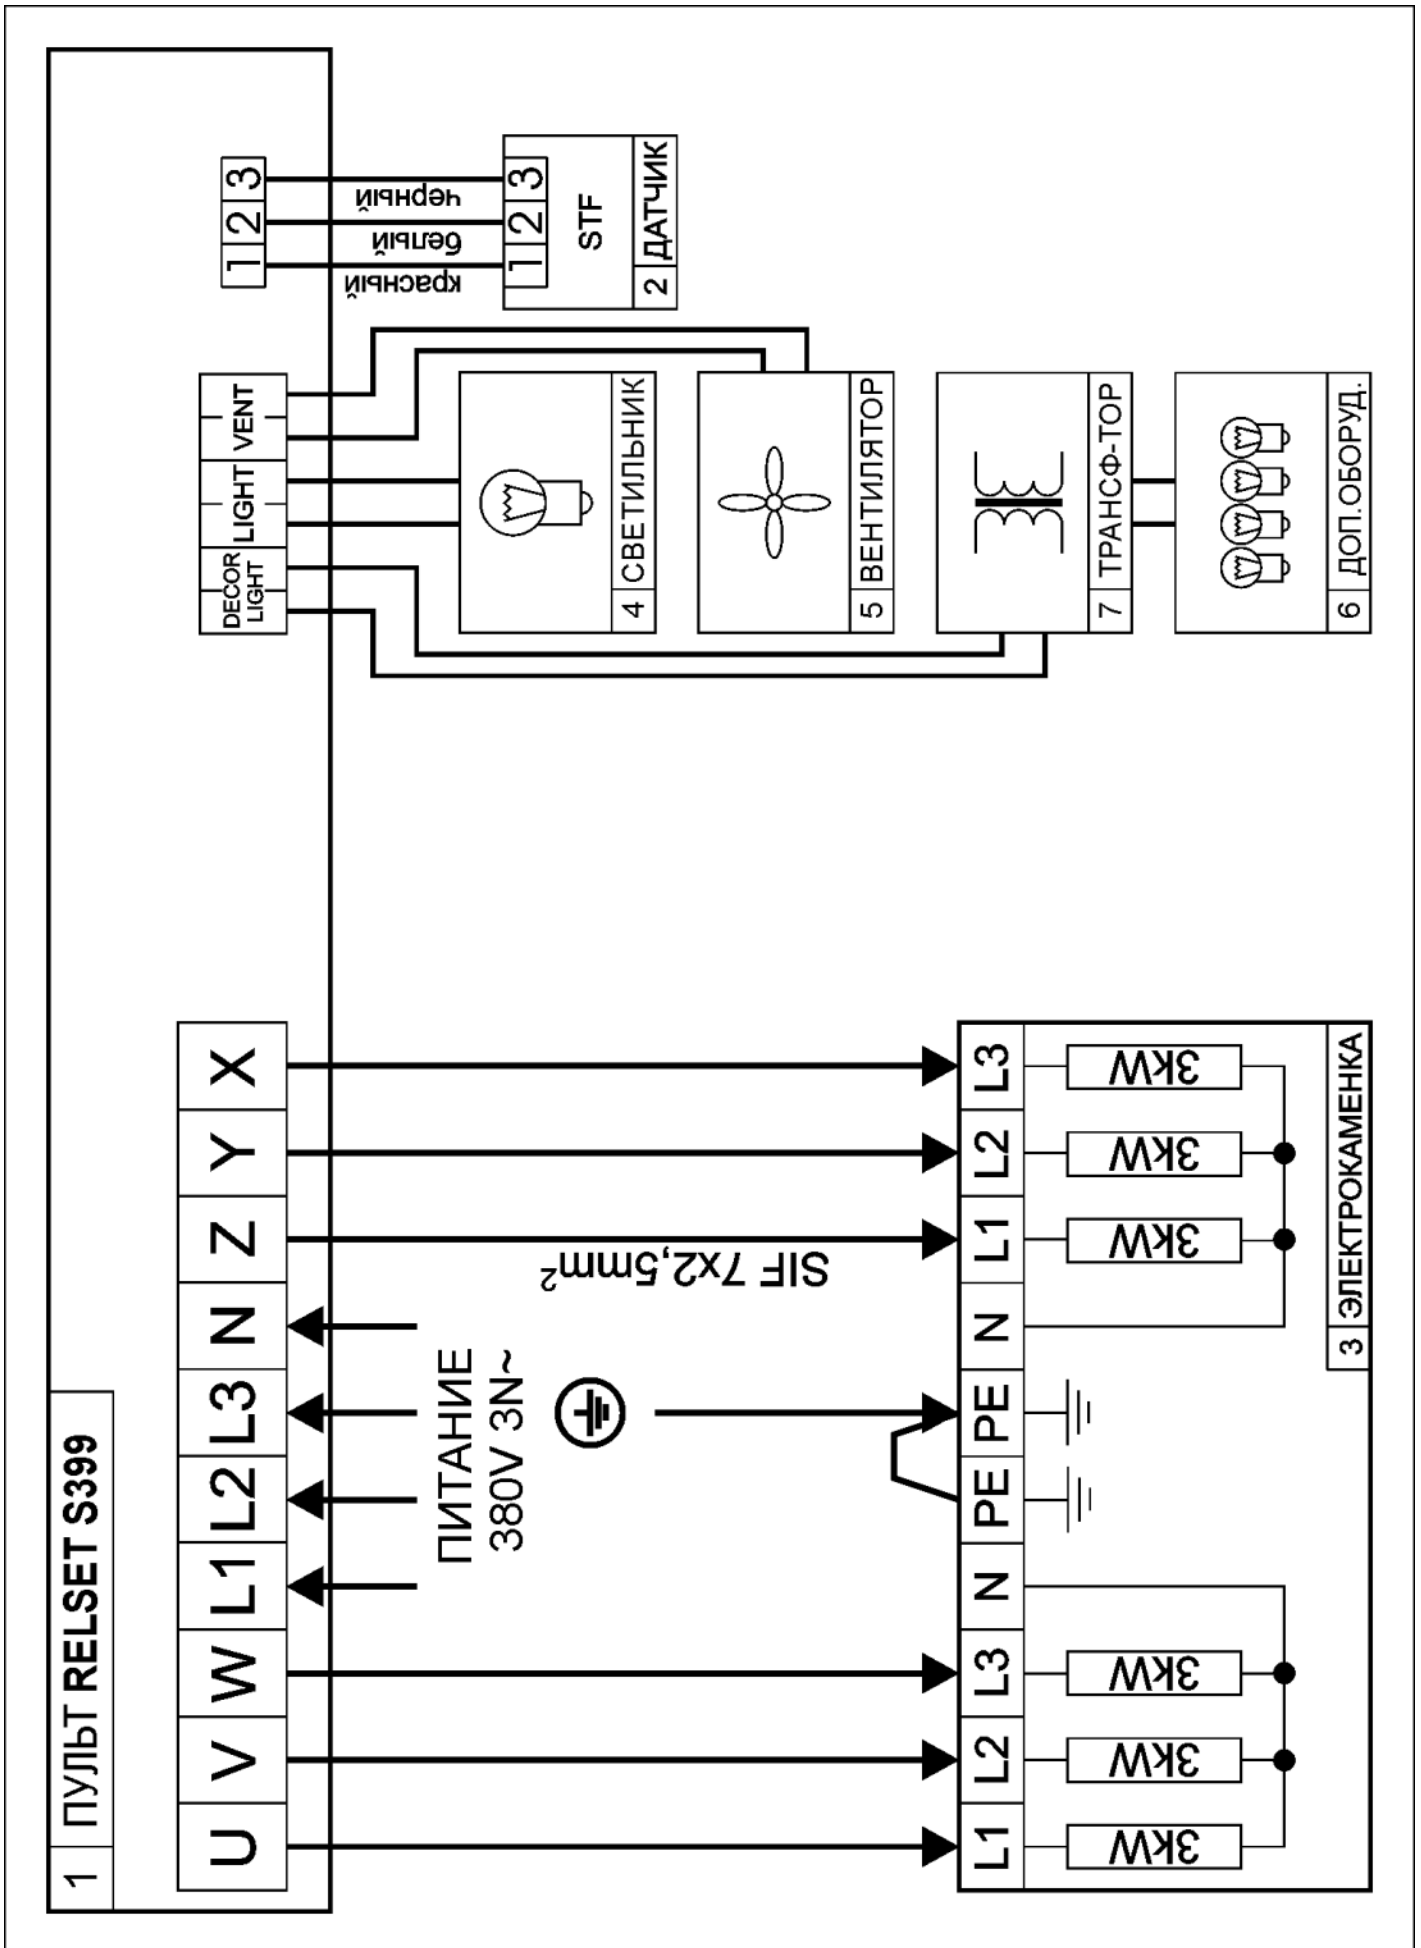 1 ПУЛЬТ RELSET S399
U V W L1 L2 L3 N Z Y X
DECOR LIGHT LIGHT VENT
1 2 3
красный
белый
черный
1 2 3
STF
2 ДАТЧИК
ПИТАНИЕ
380V 3N~
SIF 7x2,5mm²
4 СВЕТИЛЬНИК
5 ВЕНТИЛЯТОР
7 ТРАНСФ-ТОР
6 ДОП.ОБОРУД.
L1 L2 L3 N PE PE N L1 L2 L3
3kW 3kW 3kW 3kW 3kW 3kW
3 ЭЛЕКТРОКАМЕНКА